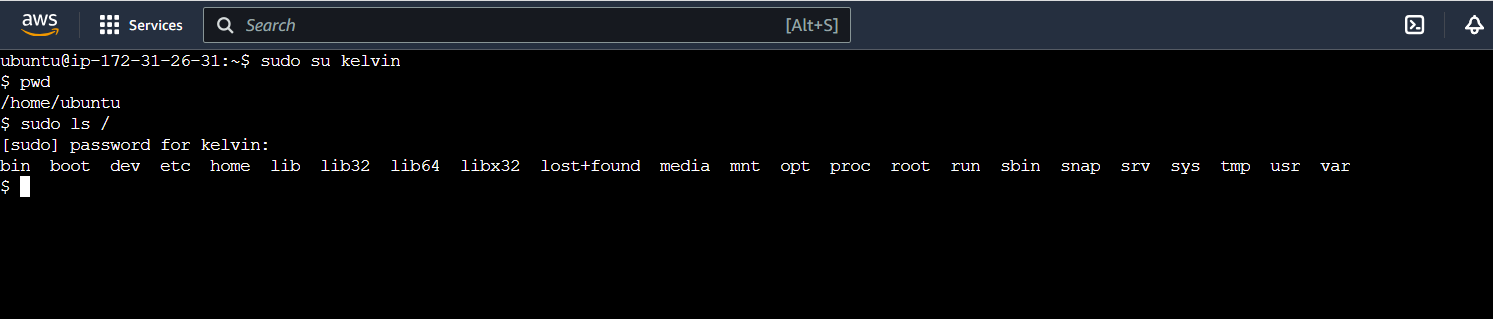 aws Services Search [Alt+S]
ubuntu@ip-172-31-26-31:~$ sudo su kelvin
$ pwd
/home/ubuntu
$ sudo ls /
[sudo] password for kelvin:
bin boot dev etc home lib lib32 lib64 libx32 lost+found media mnt opt proc root run sbin snap srv sys tmp usr var
$